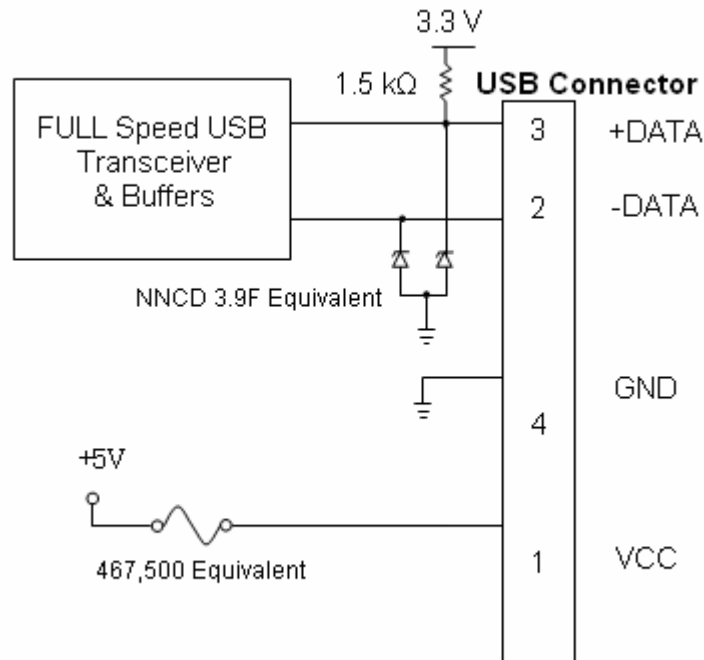 3.3 V
1.5 kΩ
USB Connector
FULL Speed USB
Transceiver
& Buffers
3
+DATA
2
-DATA
NNCD 3.9F Equivalent
GND
4
+5V
1
VCC
467,500 Equivalent